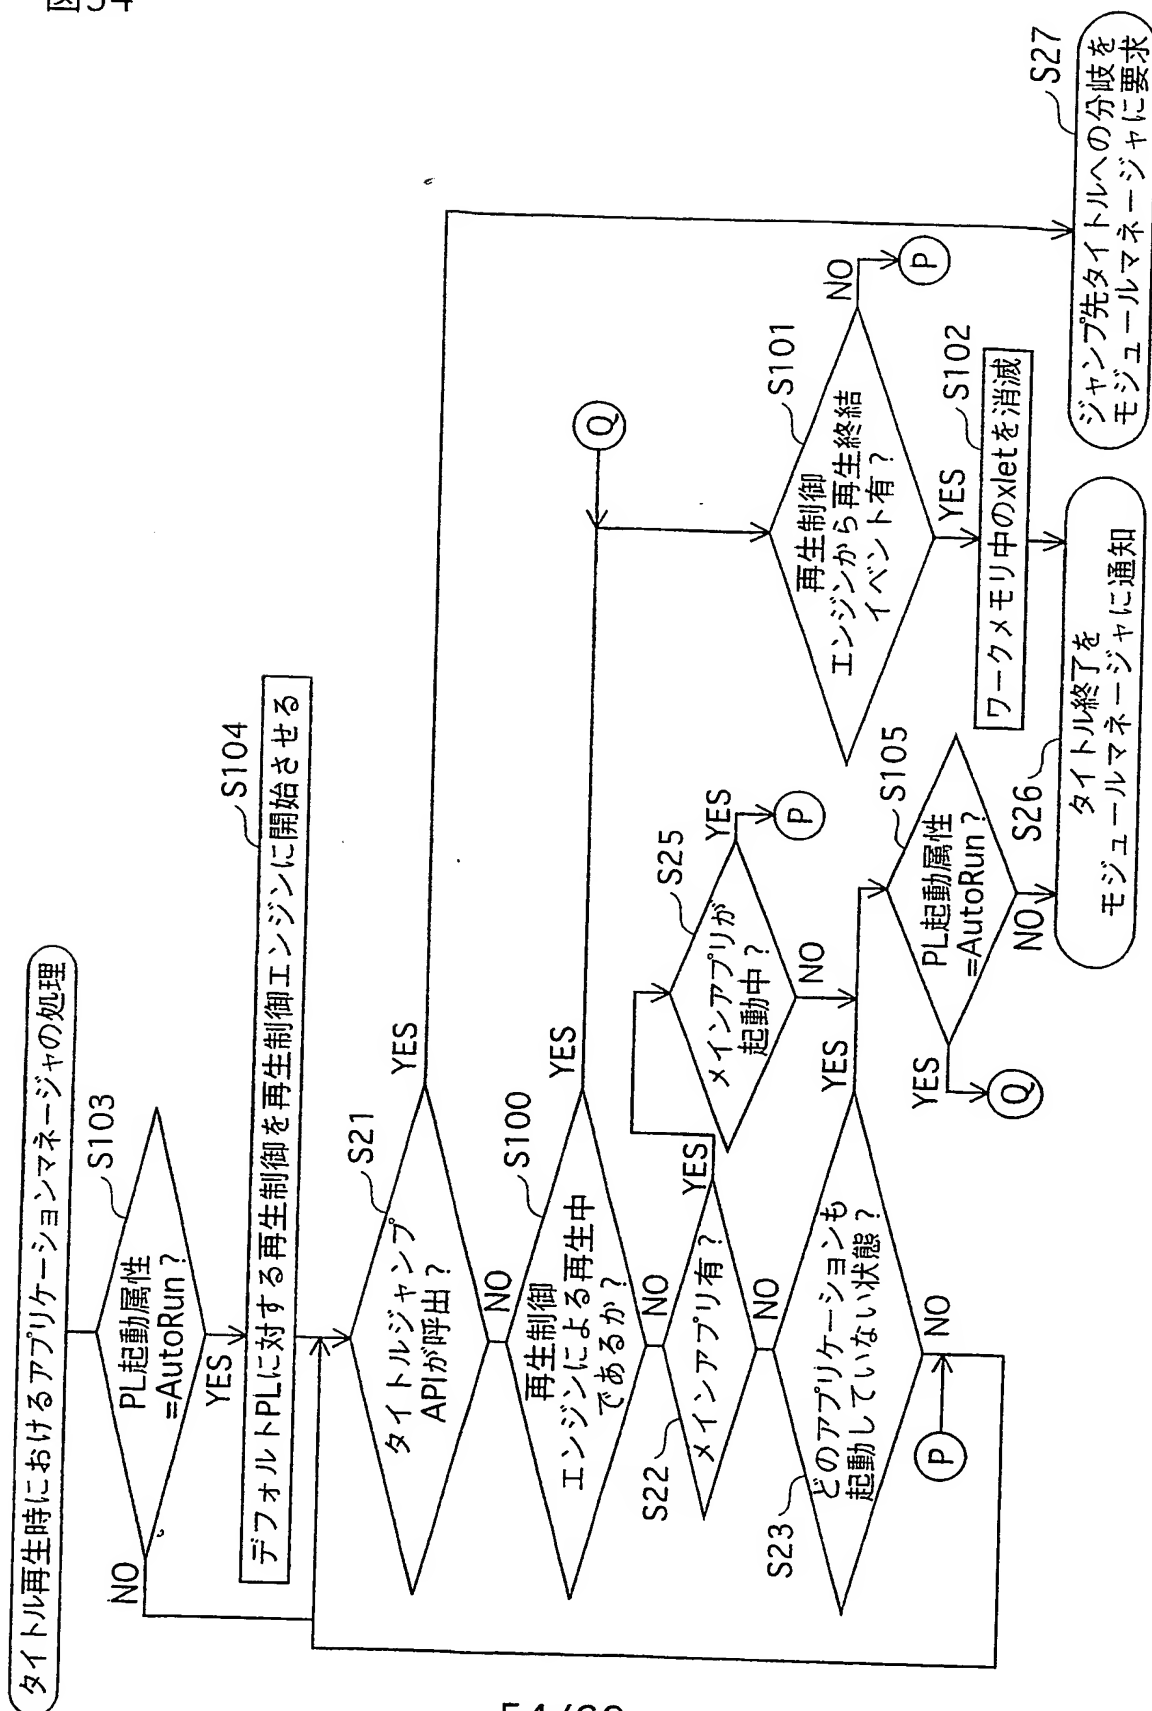 図54
タイトル再生時におけるアプリケーションマネージャの処理
S103
PL起動属性
=AutoRun?
NO
YES
S104
デフォルトPLに対する再生制御を再生制御エンジンに開始させる
S21
タイトルジャンプ
APIが呼出?
YES
NO
S100
再生制御
エンジンによる再生中
であるか?
YES
NO
S22
メインアプリ有?
YES
NO
S25
メインアプリが
起動中?
YES
P
NO
S23
どのアプリケーションも
起動していない状態?
YES
NO
P
S105
PL起動属性
=AutoRun?
YES
Q
NO
Q
S101
再生制御
エンジンから再生終結
イベント有?
NO
P
YES
S102
ワークメモリ中のxletを消滅
S26
タイトル終了を
モジュールマネージャに通知
S27
ジャンプ先タイトルへの分岐を
モジュールマネージャに要求